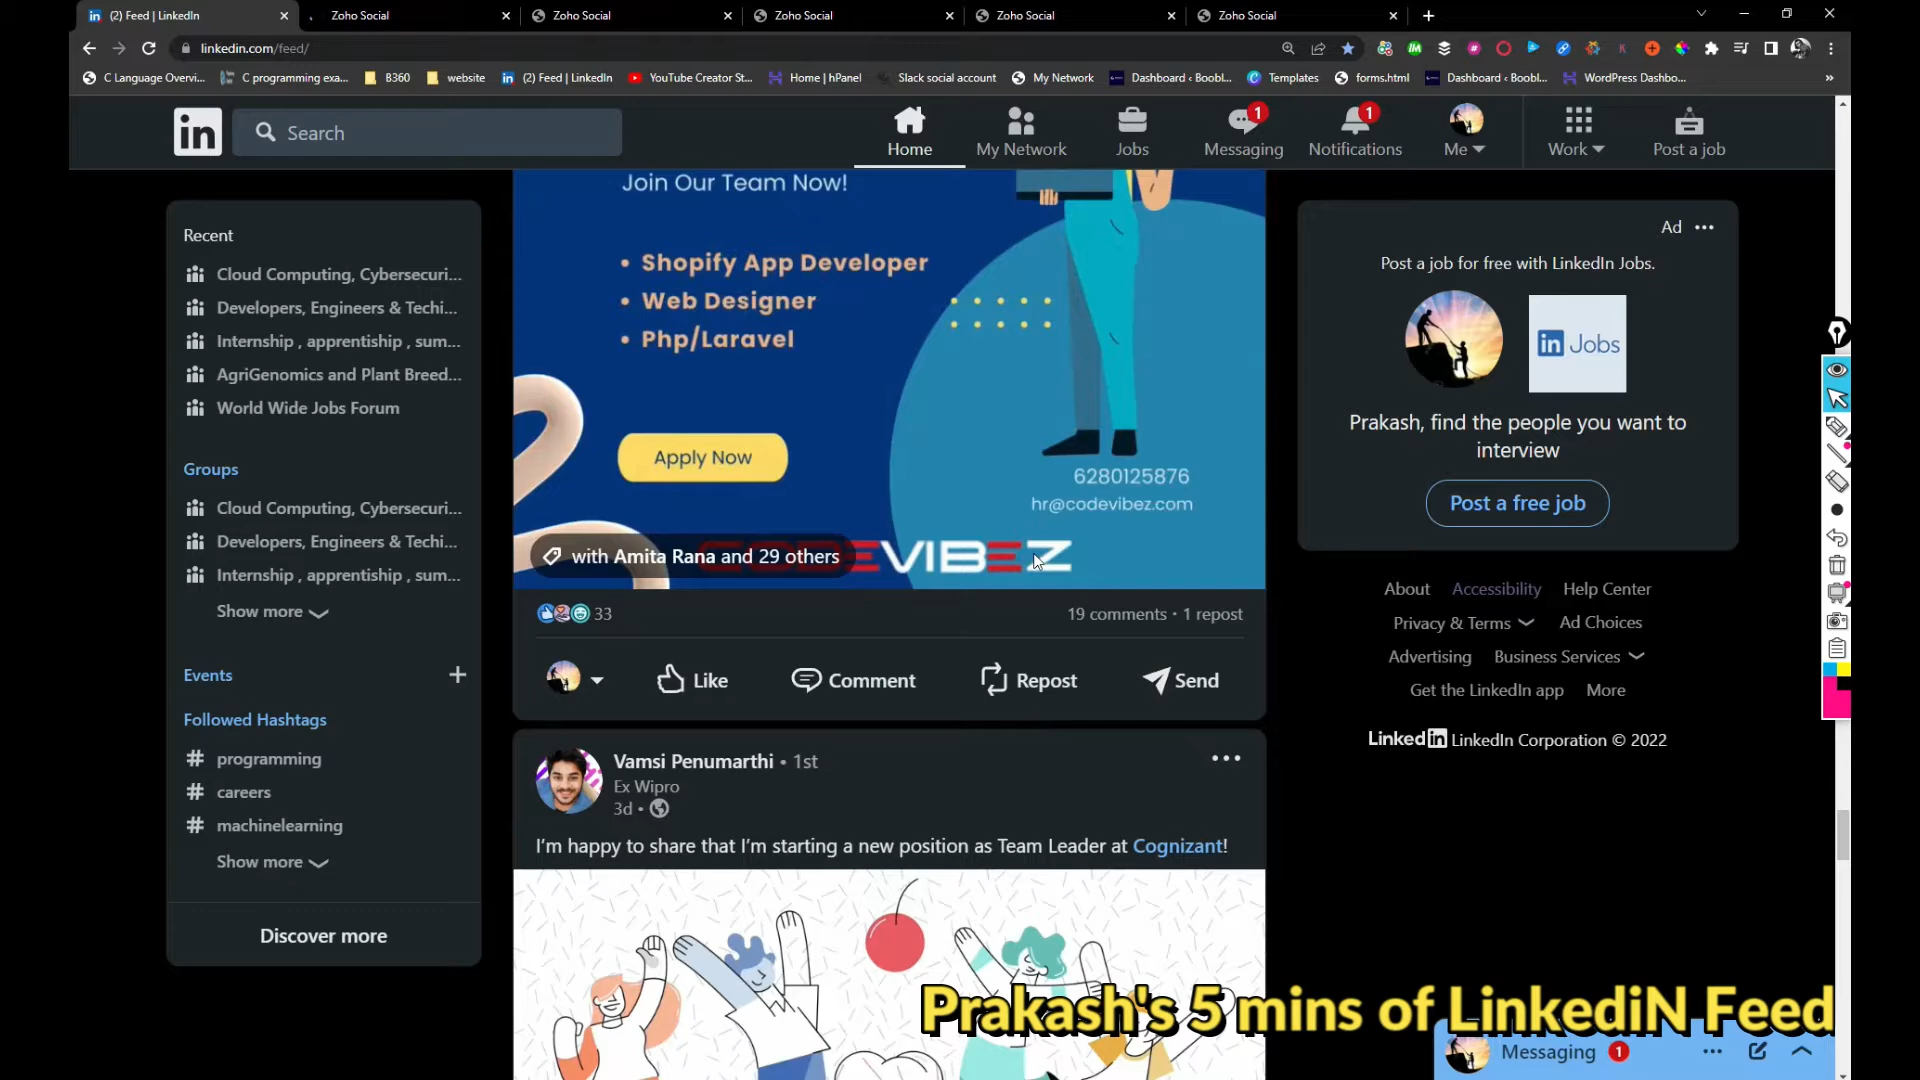 (2) Feed | LinkedIn
Zoho Social
Zoho Social
Zoho Social
Zoho Social
Zoho Social
linkedin.com/feed/
C Language Overvi...
C programming exa...
B360
website
(2) Feed | LinkedIn
YouTube Creator St...
Home | hPanel
Slack social account
My Network
Dashboard ‹ Boobl...
Templates
forms.html
Dashboard ‹ Boobl...
WordPress Dashbo...
»
in
Search
Home
My Network
Jobs
1
Messaging
1
Notifications
Me
Work
Post a job
Recent
Cloud Computing, Cybersecuri...
Developers, Engineers & Techi...
Internship , apprentiship , sum...
AgriGenomics and Plant Breed...
World Wide Jobs Forum
Groups
Cloud Computing, Cybersecuri...
Developers, Engineers & Techi...
Internship , apprentiship , sum...
Show more
Events
Followed Hashtags
# programming
# careers
# machinelearning
Show more
Discover more
Join Our Team Now!
• Shopify App Developer
• Web Designer
• Php/Laravel
Apply Now
6280125876
hr@codevibez.com
CODEVIBEZ
with Amita Rana and 29 others
33
19 comments • 1 repost
Like
Comment
Repost
Send
Vamsi Penumarthi • 1st
Ex Wipro
3d •
I'm happy to share that I'm starting a new position as Team Leader at Cognizant!
Ad
Post a job for free with LinkedIn Jobs.
in Jobs
Prakash, find the people you want to
interview
Post a free job
About
Accessibility
Help Center
Privacy & Terms
Ad Choices
Advertising
Business Services
Get the LinkedIn app
More
Linked in LinkedIn Corporation © 2022
Prakash's 5 mins of LinkediN Feed
Messaging
1